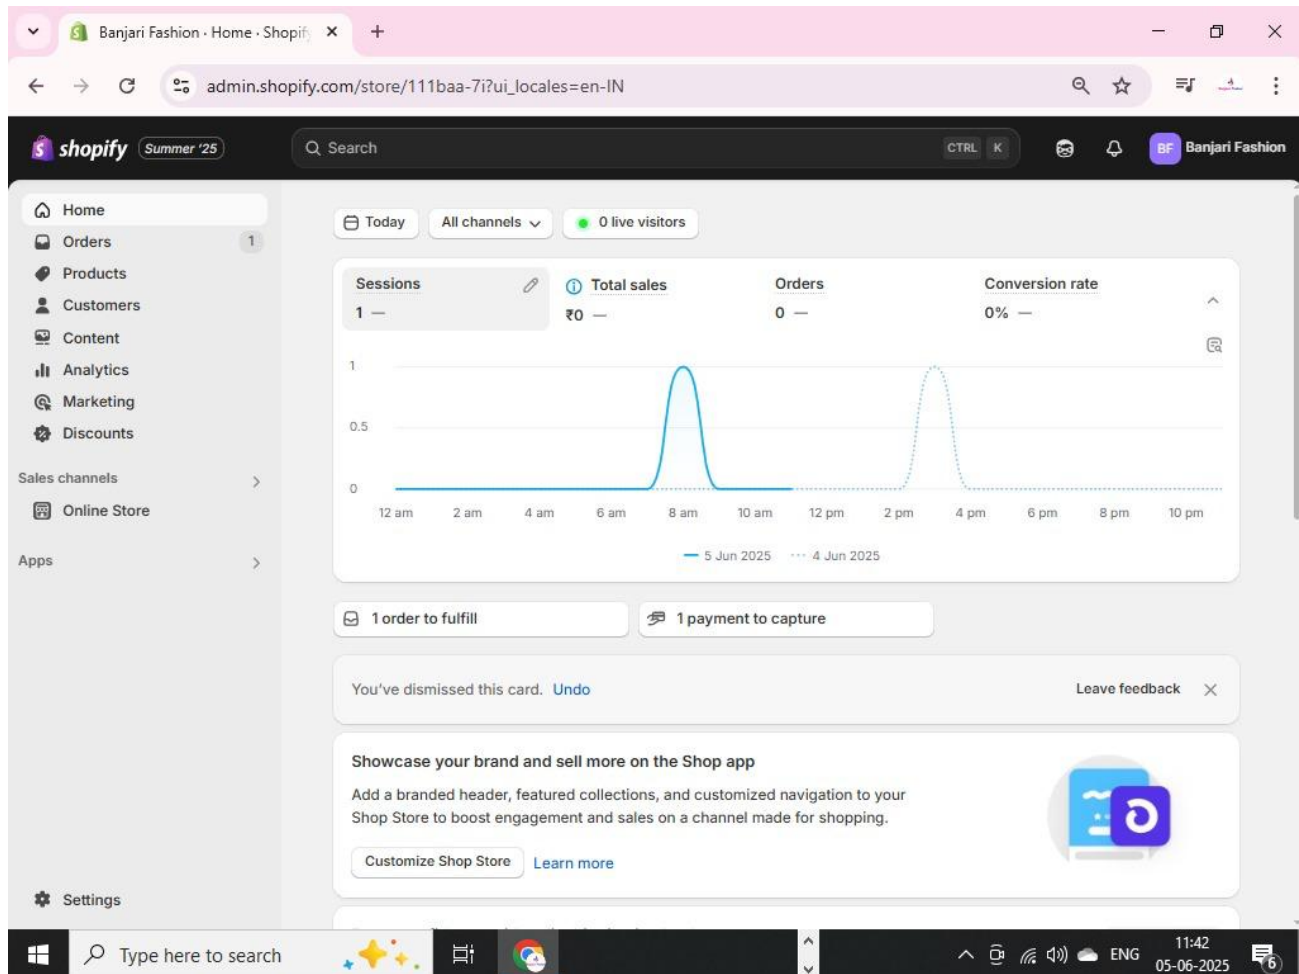 Banjari Fashion · Home · Shopify
admin.shopify.com/store/111baa-7i?ui_locales=en-IN
shopify Summer '25
Search
CTRL K
BF Banjari Fashion
Home
Orders 1
Products
Customers
Content
Analytics
Marketing
Discounts
Sales channels
Online Store
Apps
Settings
Today All channels 0 live visitors
Sessions Total sales Orders Conversion rate
1 — ₹0 — 0 — 0% —
1
0.5
0
12 am 2 am 4 am 6 am 8 am 10 am 12 pm 2 pm 4 pm 6 pm 8 pm 10 pm
5 Jun 2025 4 Jun 2025
1 order to fulfill 1 payment to capture
You've dismissed this card. Undo Leave feedback
Showcase your brand and sell more on the Shop app
Add a branded header, featured collections, and customized navigation to your
Shop Store to boost engagement and sales on a channel made for shopping.
Customize Shop Store Learn more
Type here to search
ENG
11:42
05-06-2025
6